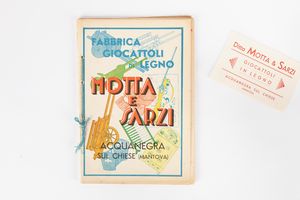 FABBRICA
GIOCATTOLI
DI LEGNO
MOTTA
E
SARZI
ACQUANEGRA
SUL CHIESE (MANTOVA)
Ditta MOTTA & SARZI
GIOCATTOLI
IN LEGNO
ACQUANEGRA SUL CHIESE